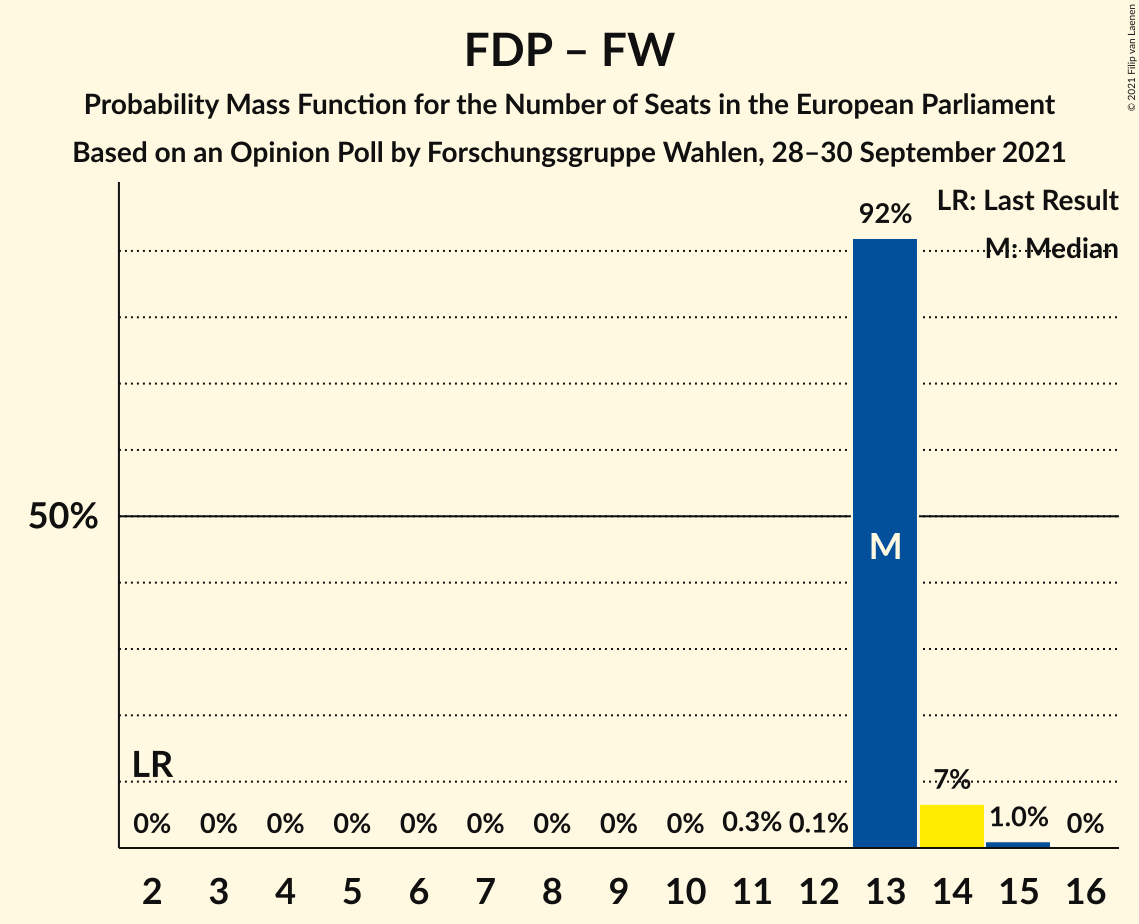 FDP – FW
Probability Mass Function for the Number of Seats in the European Parliament
Based on an Opinion Poll by Forschungsgruppe Wahlen, 28–30 September 2021
© 2021 Filip van Laenen
LR: Last Result
M: Median
92%
50%
M
LR
7%
0% 0% 0% 0% 0% 0% 0% 0% 0% 0.3% 0.1% 1.0% 0%
2 3 4 5 6 7 8 9 10 11 12 13 14 15 16